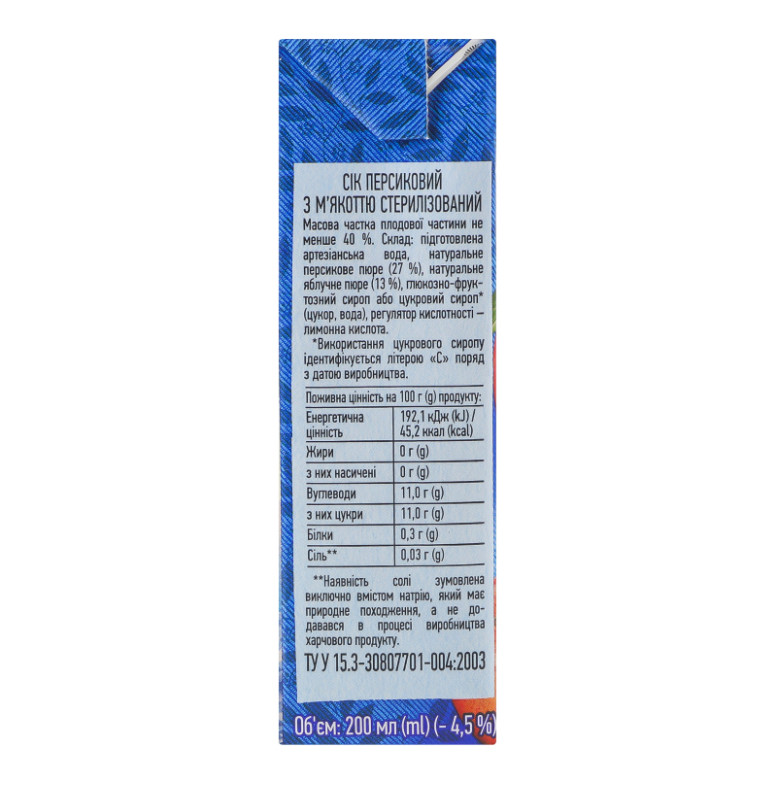 СІК ПЕРСИКОВИЙ
З М'ЯКОТТЮ СТЕРИЛІЗОВАНИЙ
Масова частка плодової частини не
менше 40 %. Склад: підготовлена
артезіанська вода, натуральне
персикове пюре (27 %), натуральне
яблучне пюре (13 %), глюкозно-фрук-
тозний сироп або цукровий сироп*
(цукор, вода), регулятор кислотності –
лимонна кислота.
*Використання цукрового сиропу
ідентифікується літерою «С» поряд
з датою виробництва.
Поживна цінність на 100 г (g) продукту:
Енергетична цінність 192,1 кДж (kJ) / 45,2 ккал (kcal)
Жири 0 г (g)
з них насичені 0 г (g)
Вуглеводи 11,0 г (g)
з них цукри 11,0 г (g)
Білки 0,3 г (g)
Сіль** 0,03 г (g)
**Наявність солі зумовлена
виключно вмістом натрію, який має
природне походження, а не до-
давався в процесі виробництва
харчового продукту.
ТУ У 15.3-30807701-004:2003
Об'єм: 200 мл (ml) (- 4,5 %)